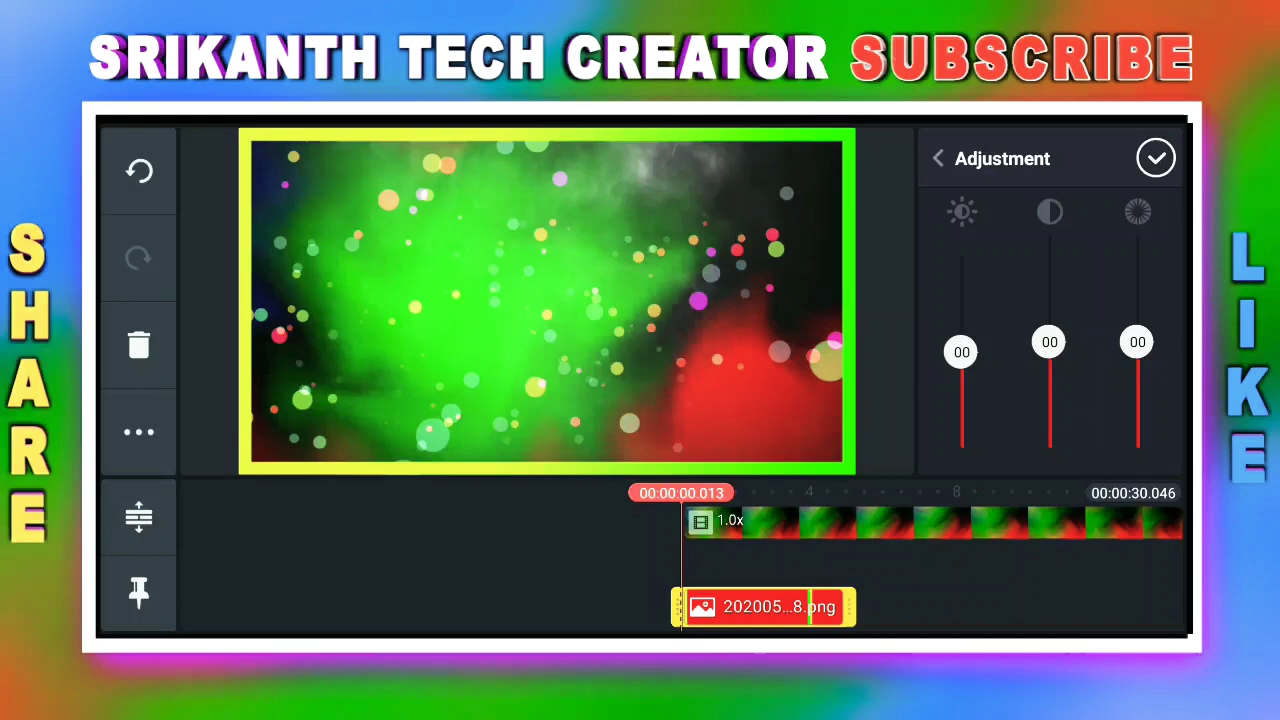 SRIKANTH TECH CREATOR SUBSCRIBE
SHARE
Adjustment
00 00 00
00:00:00.013 4 8 00:00:30.046
1.0x
202005...8.png
LIKE